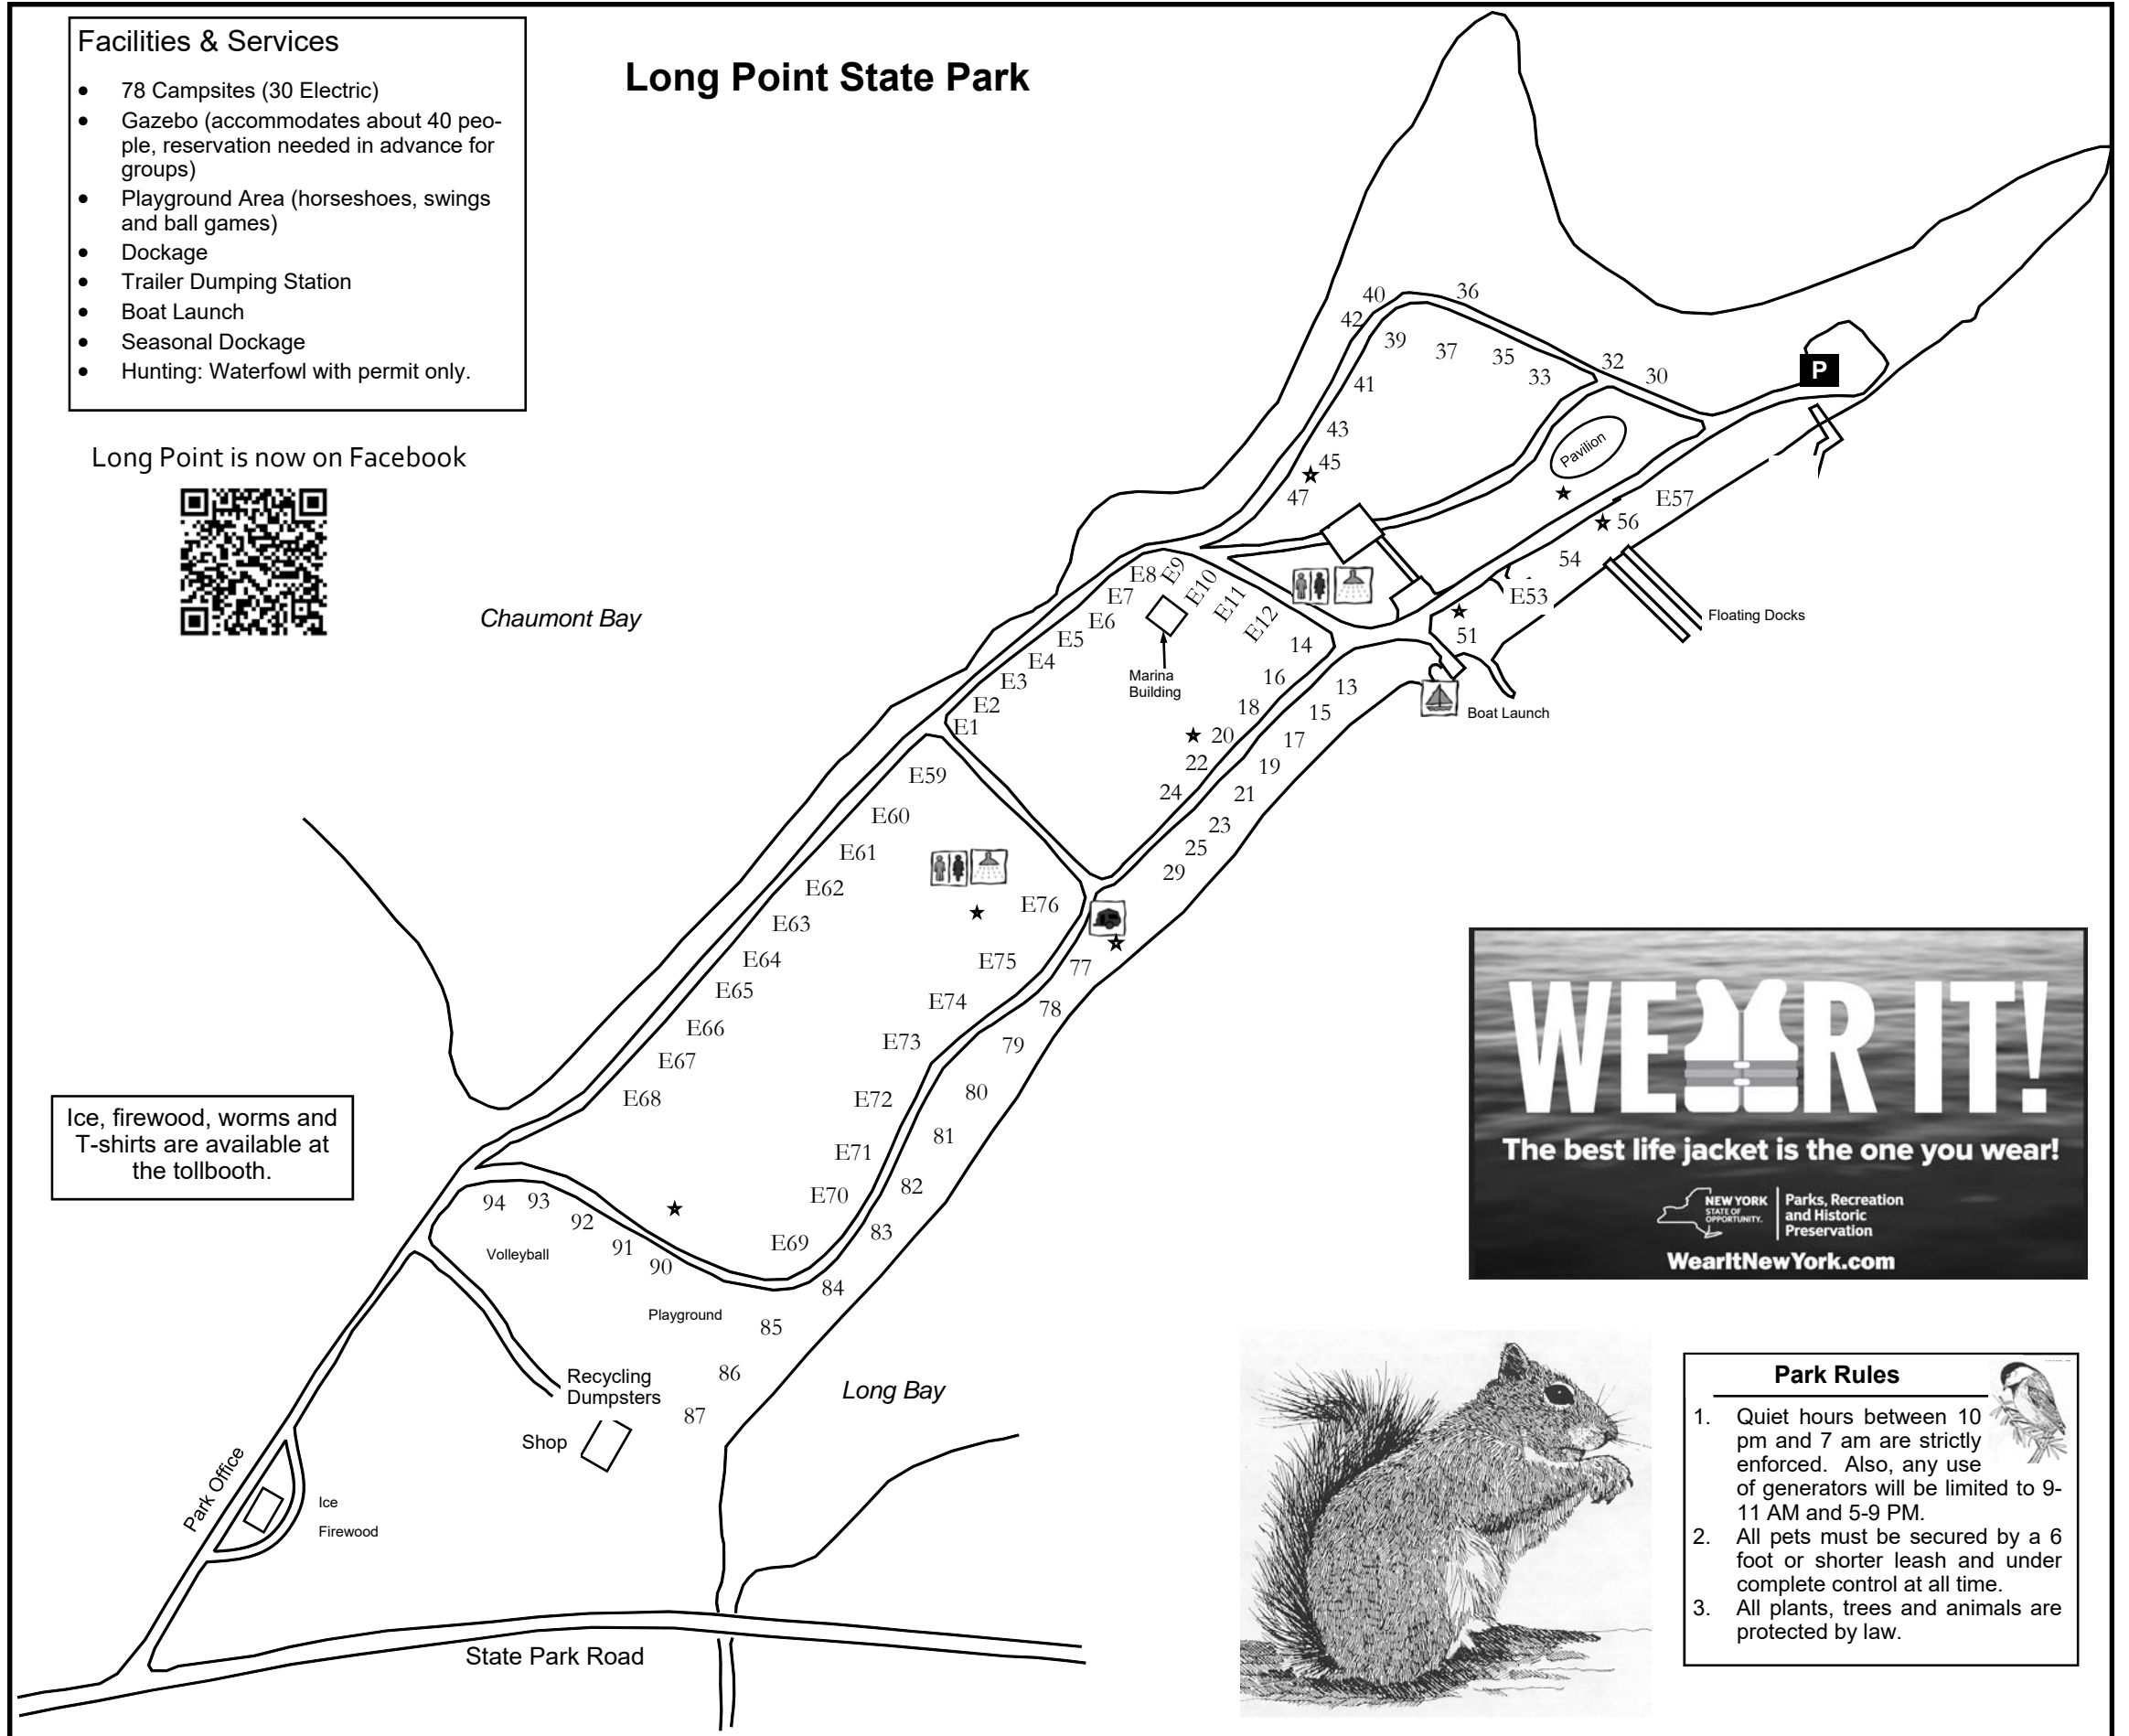 Facilities & Services
• 78 Campsites (30 Electric)
• Gazebo (accommodates about 40 peo-
ple, reservation needed in advance for
groups)
• Playground Area (horseshoes, swings
and ball games)
• Dockage
• Trailer Dumping Station
• Boat Launch
• Seasonal Dockage
• Hunting: Waterfowl with permit only.
Long Point State Park
Long Point is now on Facebook
Chaumont Bay
40
36
42
39
37
35
33
32
30
41
43
45
47
P
Pavilion
E57
56
54
E53
51
Floating Docks
Boat Launch
E8
E9
E10
E11
E12
E7
E6
E5
E4
E3
E2
E1
Marina
Building
14
16
18
20
22
24
13
15
17
19
21
23
25
29
E59
E60
E61
E62
E63
E64
E65
E66
E67
E68
E76
E75
E74
E73
E72
E71
E70
E69
77
78
79
80
81
82
83
84
85
86
87
94
93
92
91
90
Volleyball
Playground
Ice, firewood, worms and
T-shirts are available at
the tollbooth.
Recycling
Dumpsters
Shop
Long Bay
Park Office
Ice
Firewood
State Park Road
WEAR IT!
The best life jacket is the one you wear!
NEW YORK
STATE OF
OPPORTUNITY.
Parks, Recreation
and Historic
Preservation
WearItNewYork.com
Park Rules
1. Quiet hours between 10
pm and 7 am are strictly
enforced. Also, any use
of generators will be limited to 9-
11 AM and 5-9 PM.
2. All pets must be secured by a 6
foot or shorter leash and under
complete control at all time.
3. All plants, trees and animals are
protected by law.